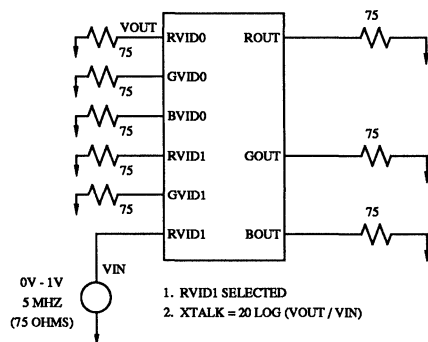 VOUT
75
RVID0
ROUT
75
75
GVID0
75
BVID0
75
RVID1
GOUT
75
75
GVID1
75
RVID1
BOUT
75
VIN
0V - 1V
5 MHZ
(75 OHMS)
1. RVID1 SELECTED
2. XTALK = 20 LOG (VOUT / VIN)